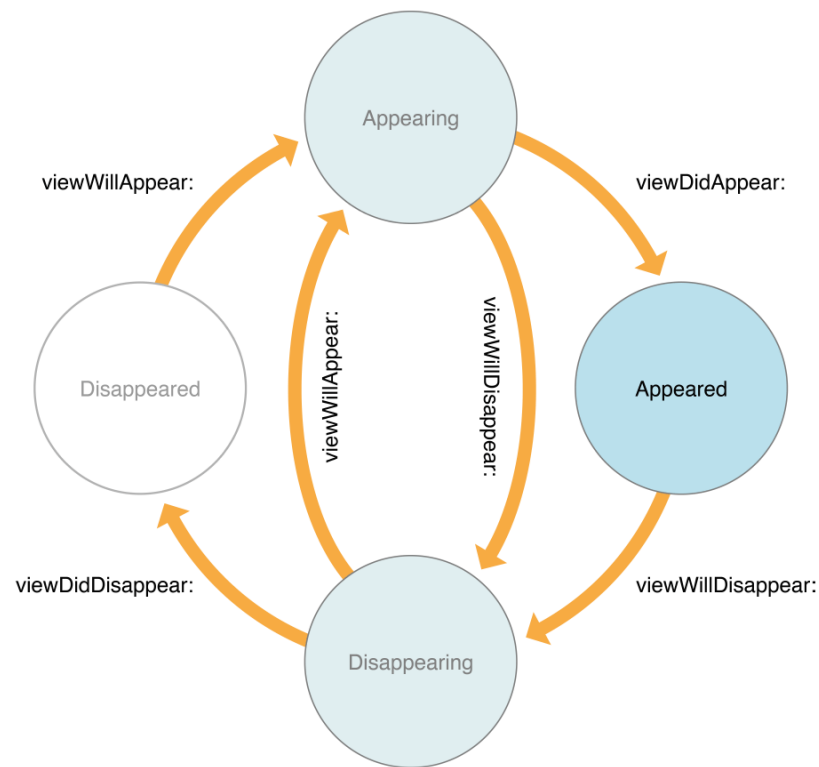 Appearing
viewWillAppear:
viewDidAppear:
viewWillAppear:
viewWillDisappear:
Disappeared
Appeared
viewDidDisappear:
viewWillDisappear:
Disappearing